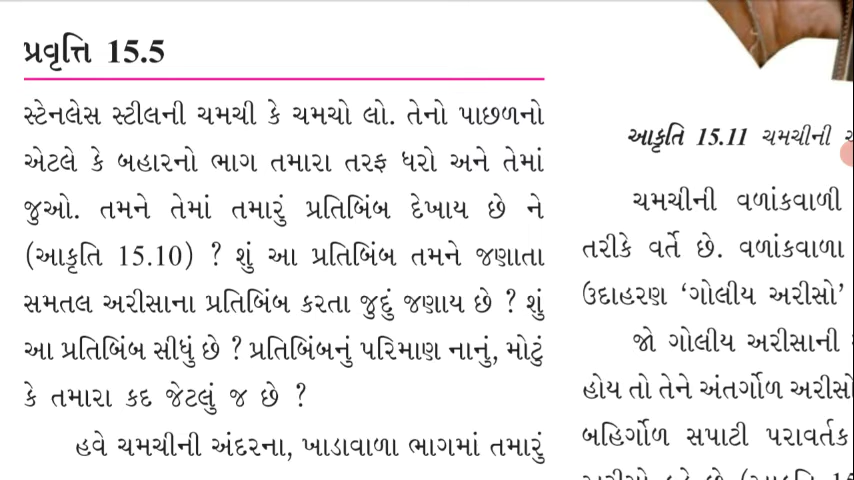 પ્રવૃત્તિ 15.5
સ્ટેનલેસ સ્ટીલની ચમચી કે ચમચો લો. તેનો પાછળનો
એટલે કે બહારનો ભાગ તમારા તરફ ધરો અને તેમાં
જુઓ. તમને તેમાં તમારું પ્રતિબિંબ દેખાય છે ને
(આકૃતિ 15.10) ? શું આ પ્રતિબિંબ તમને જણાતા
સમતલ અરીસાના પ્રતિબિંબ કરતા જુદું જણાય છે ? શું
આ પ્રતિબિંબ સીધું છે ? પ્રતિબિંબનું પરિમાણ નાનું, મોટું
કે તમારા કદ જેટલું જ છે ?
હવે ચમચીની અંદરના, ખાડાવાળા ભાગમાં તમારું
આકૃતિ 15.11 ચમચીની
ચમચીની વળાંકવાળી
તરીકે વર્તે છે. વળાંકવાળા
ઉદાહરણ ‘ગોલીય અરીસો’
જો ગોલીય અરીસાની
હોય તો તેને અંતર્ગોળ અરીસો
બહિર્ગોળ સપાટી પરાવર્તક